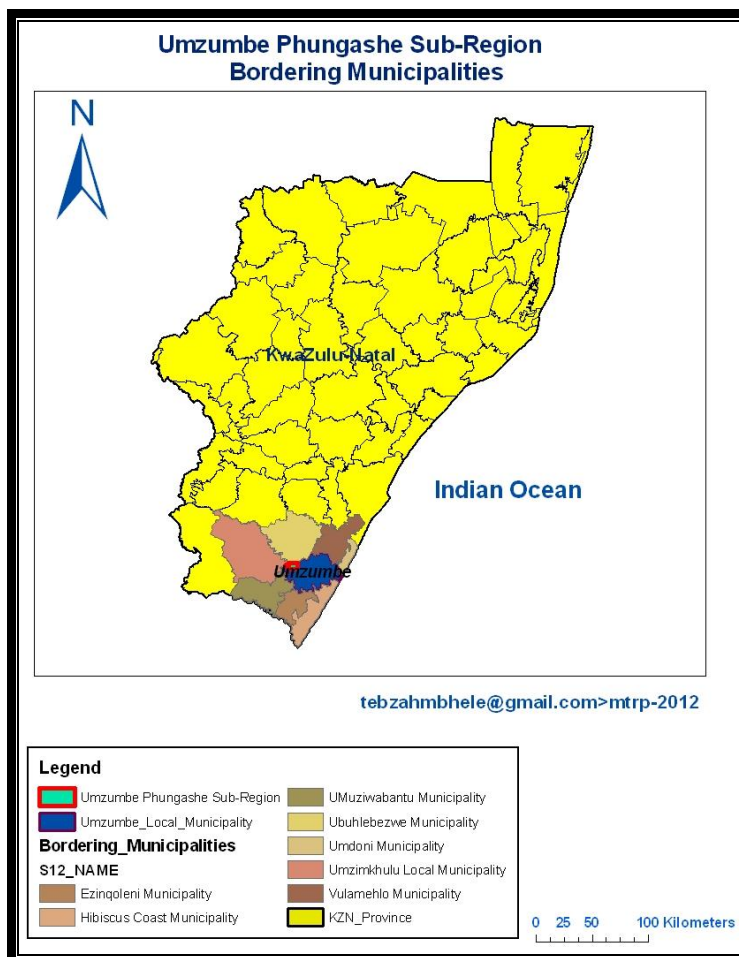 Umzumbe Phungashe Sub-Region
Bordering Municipalities
N
KwaZulu-Natal
Indian Ocean
Umzumbe
tebzahmbhele@gmail.com>mtrp-2012
Legend
Umzumbe Phungashe Sub-Region
Umzumbe_Local_Municipality
Bordering_Municipalities
S12_NAME
Ezinqoleni Municipality
Hibiscus Coast Municipality
UMuziwabantu Municipality
Ubuhlebezwe Municipality
Umdoni Municipality
Umzimkhulu Local Municipality
Vulamehlo Municipality
KZN_Province
0 25 50 100 Kilometers